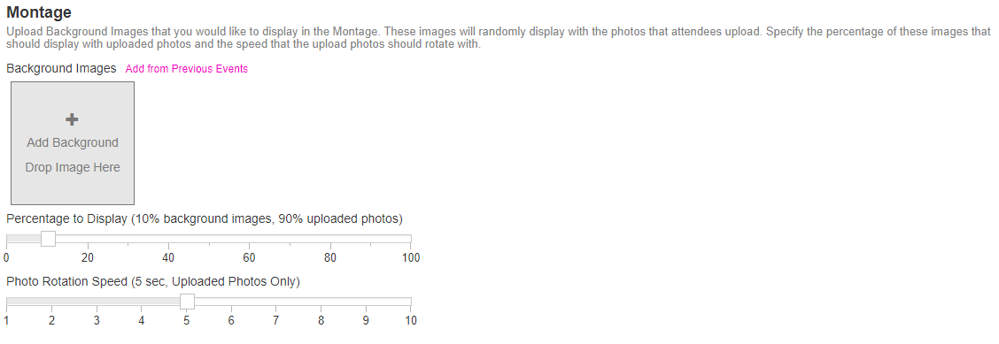 Montage
Upload Background Images that you would like to display in the Montage. These images will randomly display with the photos that attendees upload. Specify the percentage of these images that
should display with uploaded photos and the speed that the upload photos should rotate with.
Background Images Add from Previous Events
Add Background
Drop Image Here
Percentage to Display (10% background images, 90% uploaded photos)
0 20 40 60 80 100
Photo Rotation Speed (5 sec, Uploaded Photos Only)
1 2 3 4 5 6 7 8 9 10